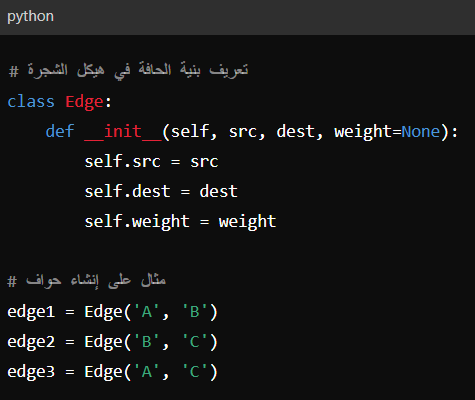 python
# تعريف بنية الحافة في هيكل الشجرة
class Edge:
    def __init__(self, src, dest, weight=None):
        self.src = src
        self.dest = dest
        self.weight = weight
# مثال على إنشاء حواف
edge1 = Edge('A', 'B')
edge2 = Edge('B', 'C')
edge3 = Edge('A', 'C')